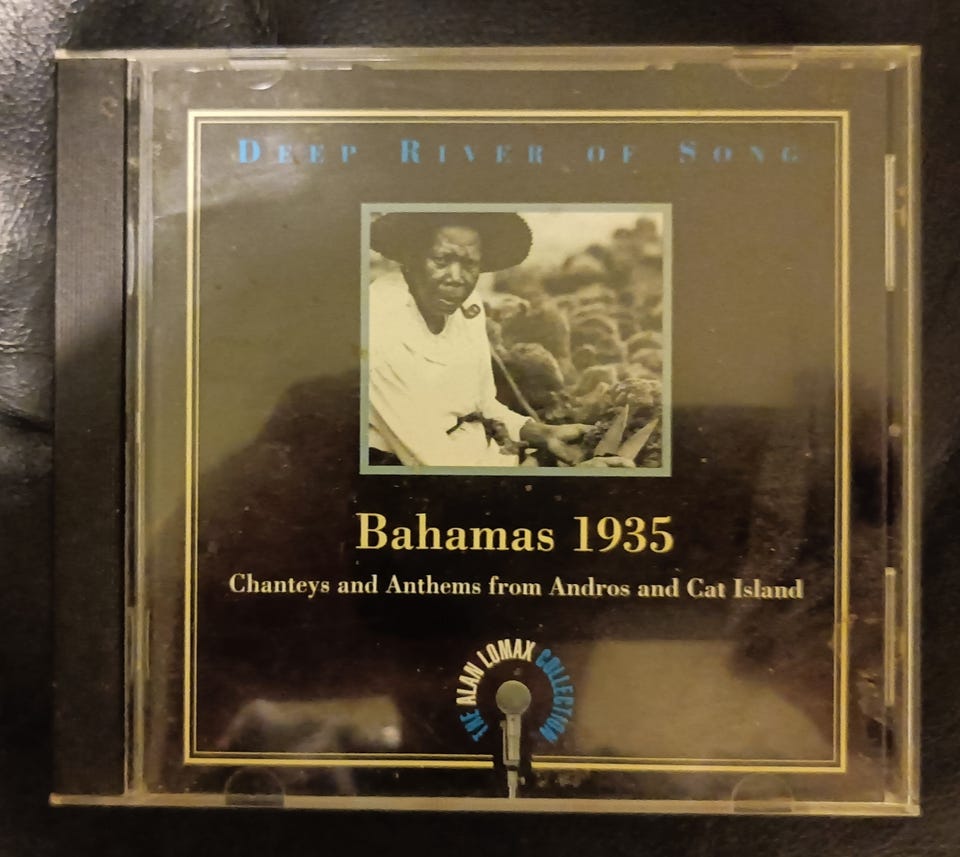 DEEP RIVER OF SONG
Bahamas 1935
Chanteys and Anthems from Andros and Cat Island
THE ALAN LOMAX COLLECTION